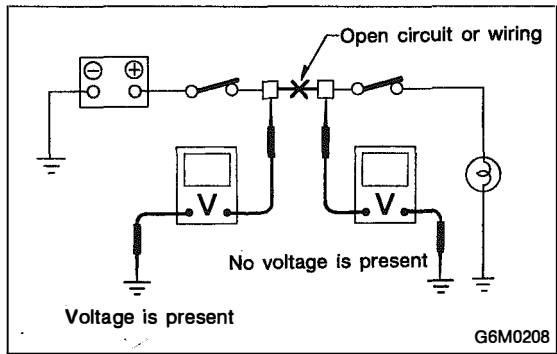 Open circuit or wiring
⊖ ⊕
V V
No voltage is present
Voltage is present
G6M0208